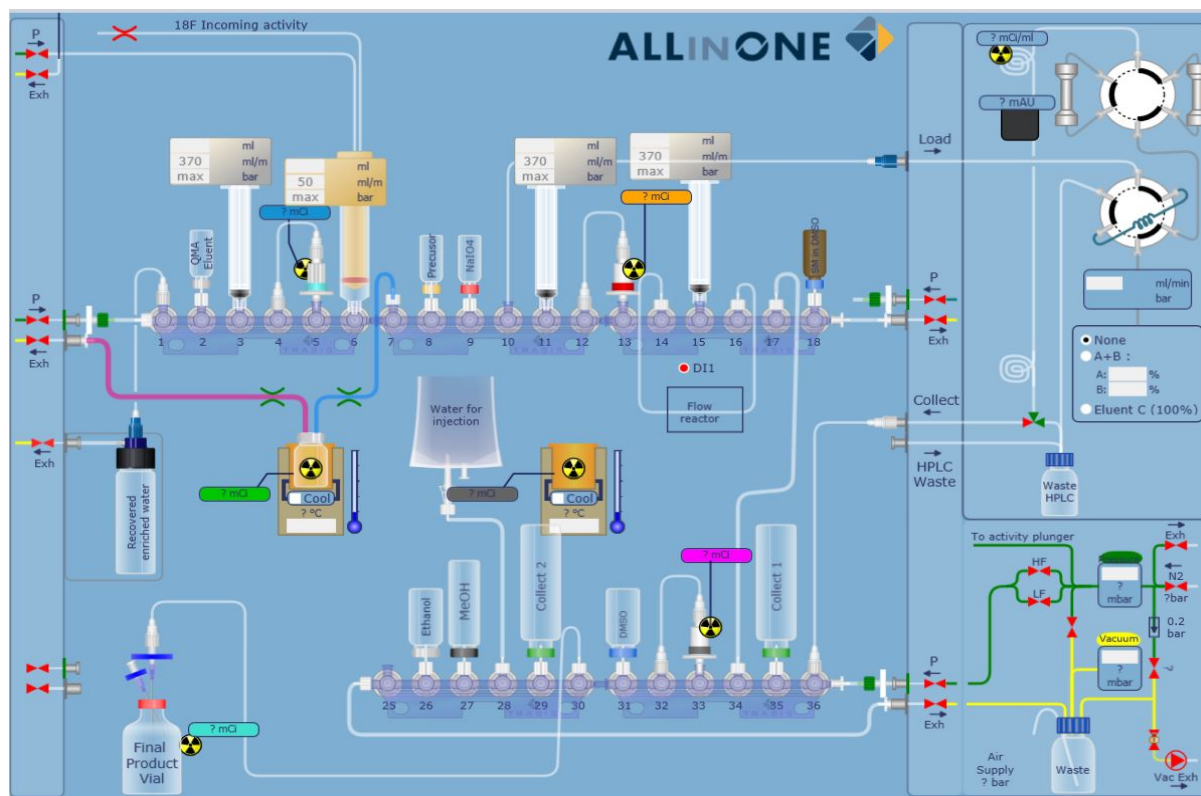 18F Incoming activity
ALLINONE
P
Exh
? mCi/ml
? mAU
Load
370
max
ml
ml/m
bar
50
max
ml
ml/m
bar
370
max
ml
ml/m
bar
370
max
ml
ml/m
bar
? mCi
? mCi
QMA
Eluent
Precusor
NaIO4
SM in DMSO
ml/min
bar
P
Exh
P
Exh
1 2 3 4 5 6 7 8 9 10 11 12 13 14 15 16 17 18
TRASIS
TRASIS
TRASIS
None
A+B :
A: %
B: %
Eluent C (100%)
DI1
Flow
reactor
Water for
injection
Collect
HPLC
Waste
Exh
Recovered
enriched water
? mCi
Cool
? ºC
? mCi
Cool
? ºC
Waste
HPLC
To activity plunger
Exh
HF
LF
N2
?bar
?
mbar
0.2
bar
Vacuum
?
mbar
?
Ethanol
MeOH
Collect 2
DMSO
? mCi
Collect 1
P
Exh
25 26 27 28 29 30 31 32 33 34 35 36
TRASIS
TRASIS
Final
Product
Vial
? mCi
Air
Supply
? bar
Waste
Vac Exh